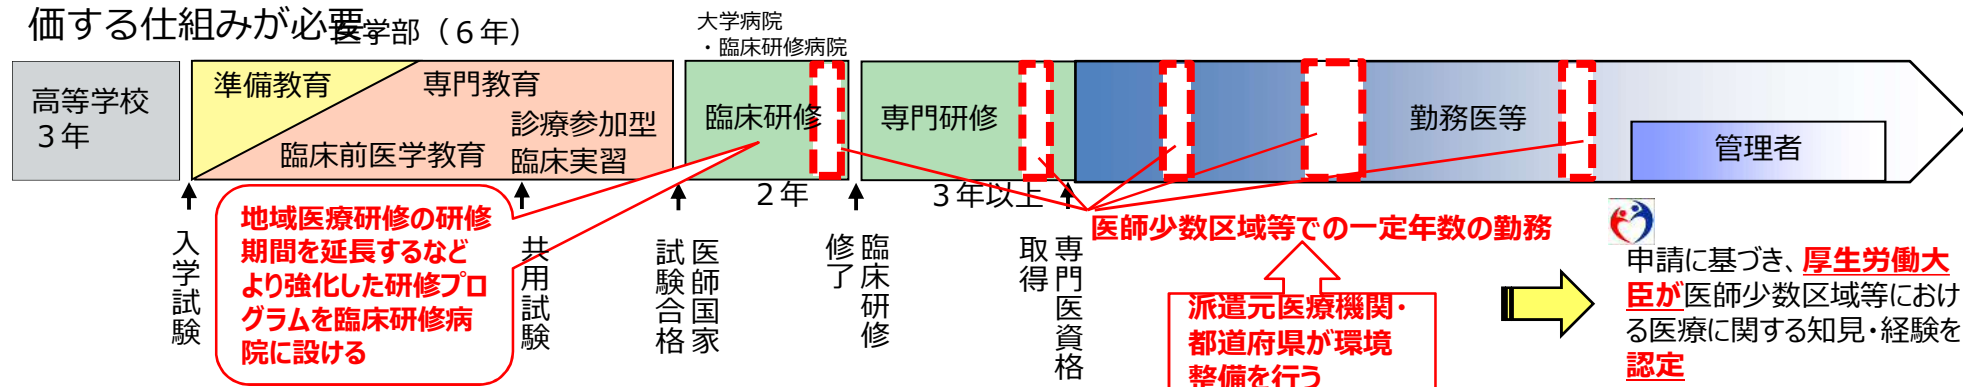 価する仕組みが必要。
医学部（６年）
大学病院
・臨床研修病院
高等学校
３年
準備教育
専門教育
臨床前医学教育
診療参加型
臨床実習
臨床研修
専門研修
勤務医等
管理者
２年
３年以上
入学試験
地域医療研修の研修
期間を延長するなど
より強化した研修プロ
グラムを臨床研修病
院に設ける
共用試験
医師国家
試験合格
臨床研修
修了
専門医資格
取得
医師少数区域等での一定年数の勤務
派遣元医療機関・
都道府県が環境
整備を行う
申請に基づき、厚生労働大
臣が医師少数区域等におけ
る医療に関する知見・経験を
認定